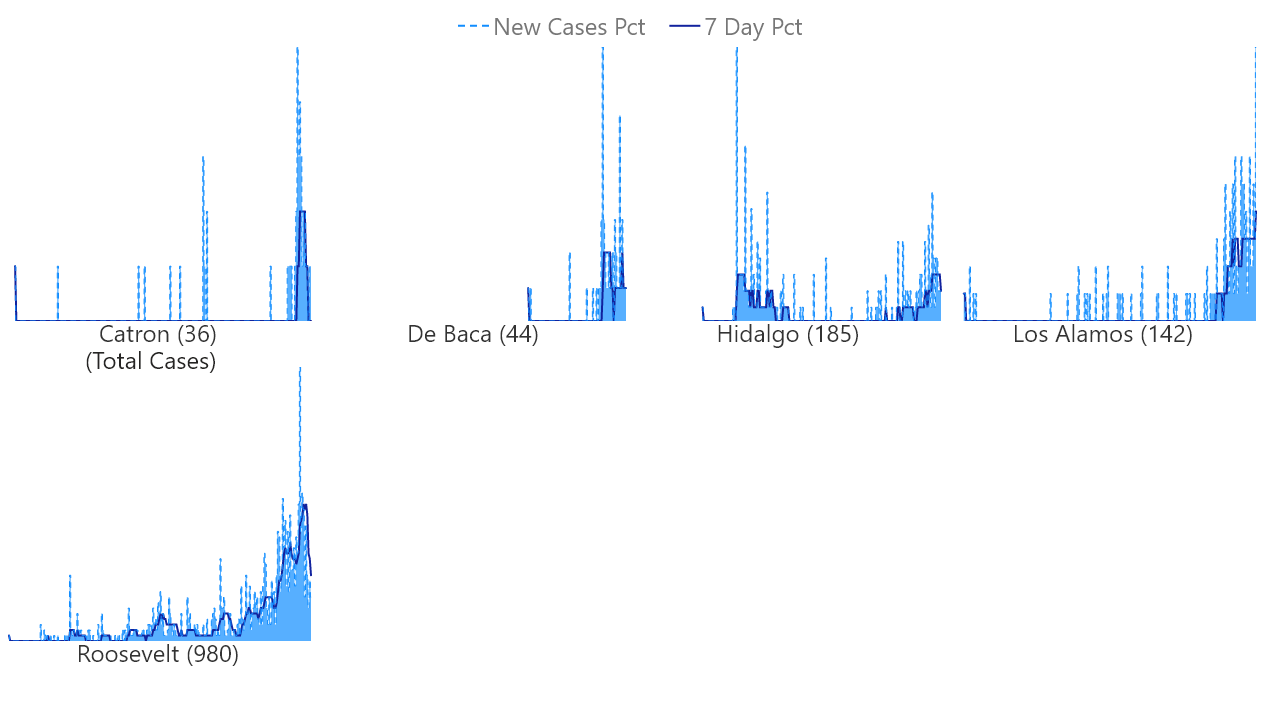 New Cases Pct 7 Day Pct
Catron (36)
(Total Cases)
De Baca (44)
Hidalgo (185)
Los Alamos (142)
Roosevelt (980)